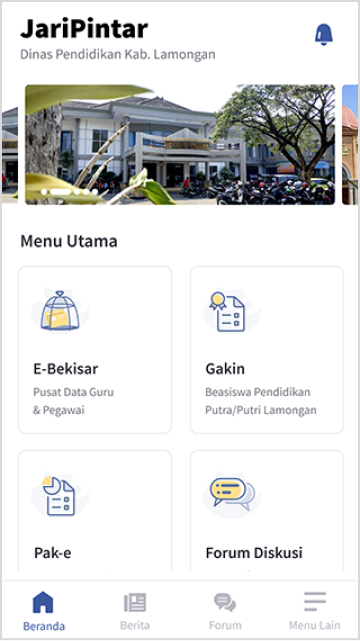 JariPintar
Dinas Pendidikan Kab. Lamongan
Menu Utama
E-Bekisar
Pusat Data Guru
& Pegawai
Gakin
Beasiswa Pendidikan
Putra/Putri Lamongan
Pak-e
Forum Diskusi
Beranda
Berita
Forum
Menu Lain